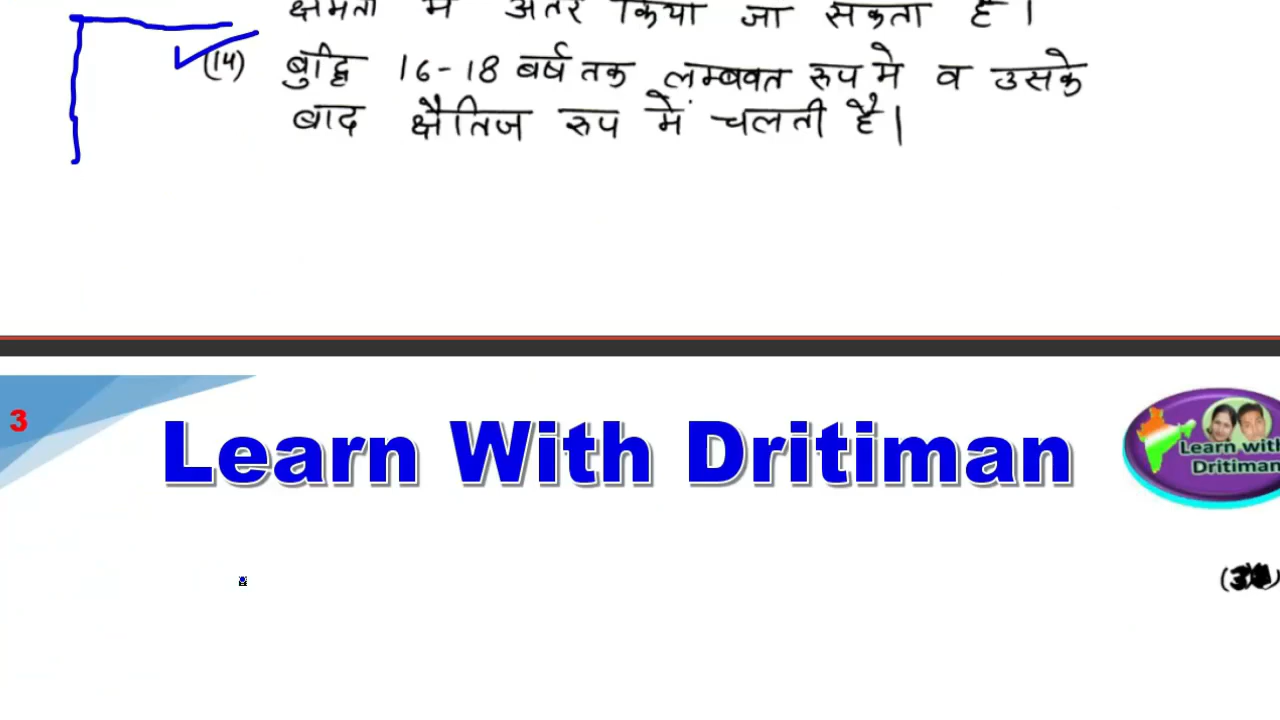 क्षमता में अंतर किया जा सकता है।
(14) बुद्धि 16-18 बर्ष तक लम्बवत रूप मे व उसके
बाद क्षैतिज रूप में चलती है।
3
Learn With Dritiman
Learn with
Dritiman